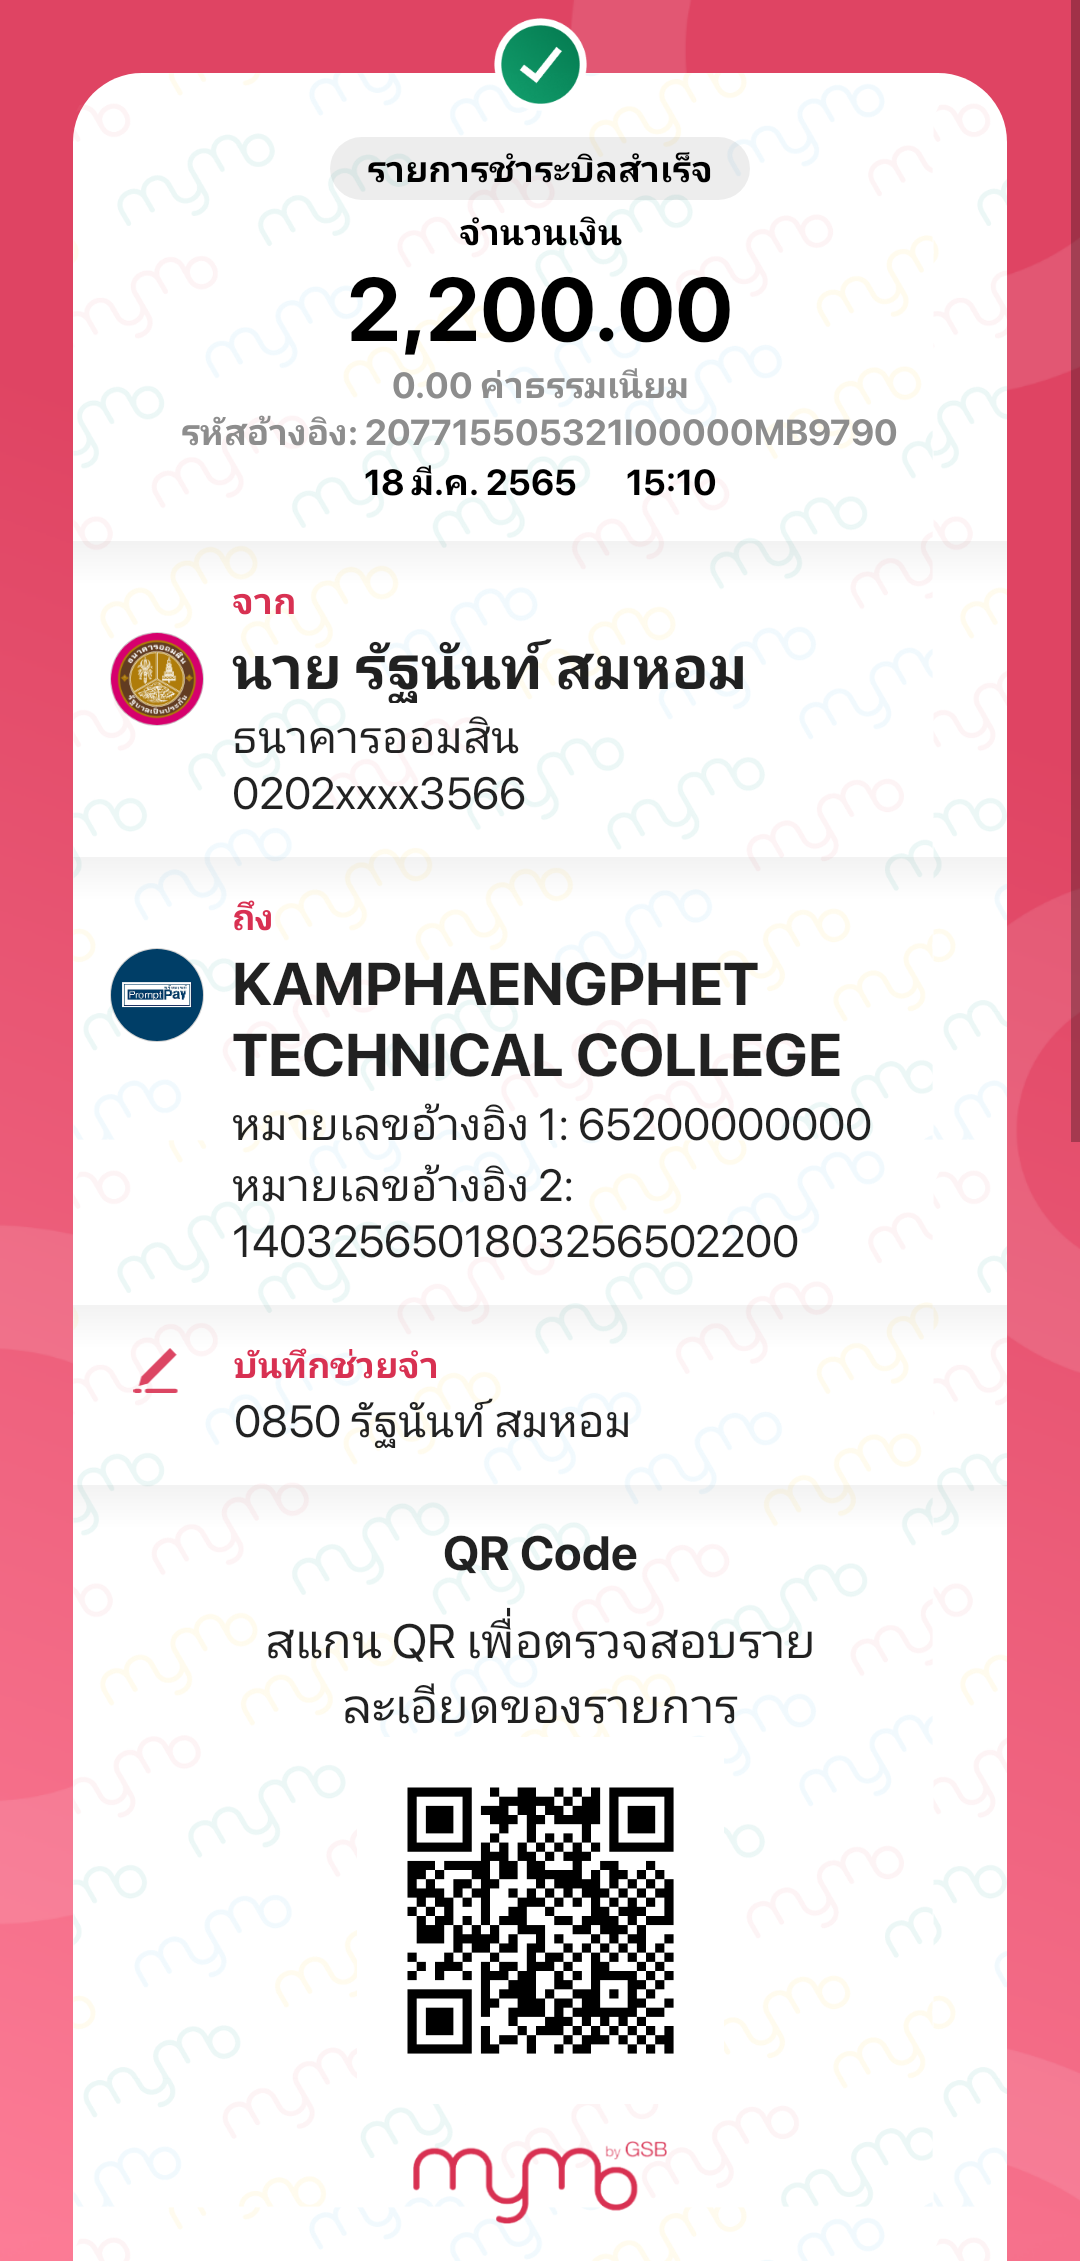 รายการชำระบิลสำเร็จ
จำนวนเงิน
2,200.00
0.00 ค่าธรรมเนียม
รหัสอ้างอิง: 207715505321I00000MB9790
18 มี.ค. 2565 15:10
จาก
นาย รัฐนันท์ สมหอม
ธนาคารออมสิน
0202xxxx3566
ถึง
PromptPay
KAMPHAENGPHET
TECHNICAL COLLEGE
หมายเลขอ้างอิง 1: 65200000000
หมายเลขอ้างอิง 2:
1403256501803256502200
บันทึกช่วยจำ
0850 รัฐนันท์ สมหอม
QR Code
สแกน QR เพื่อตรวจสอบราย
ละเอียดของรายการ
mymo by GSB